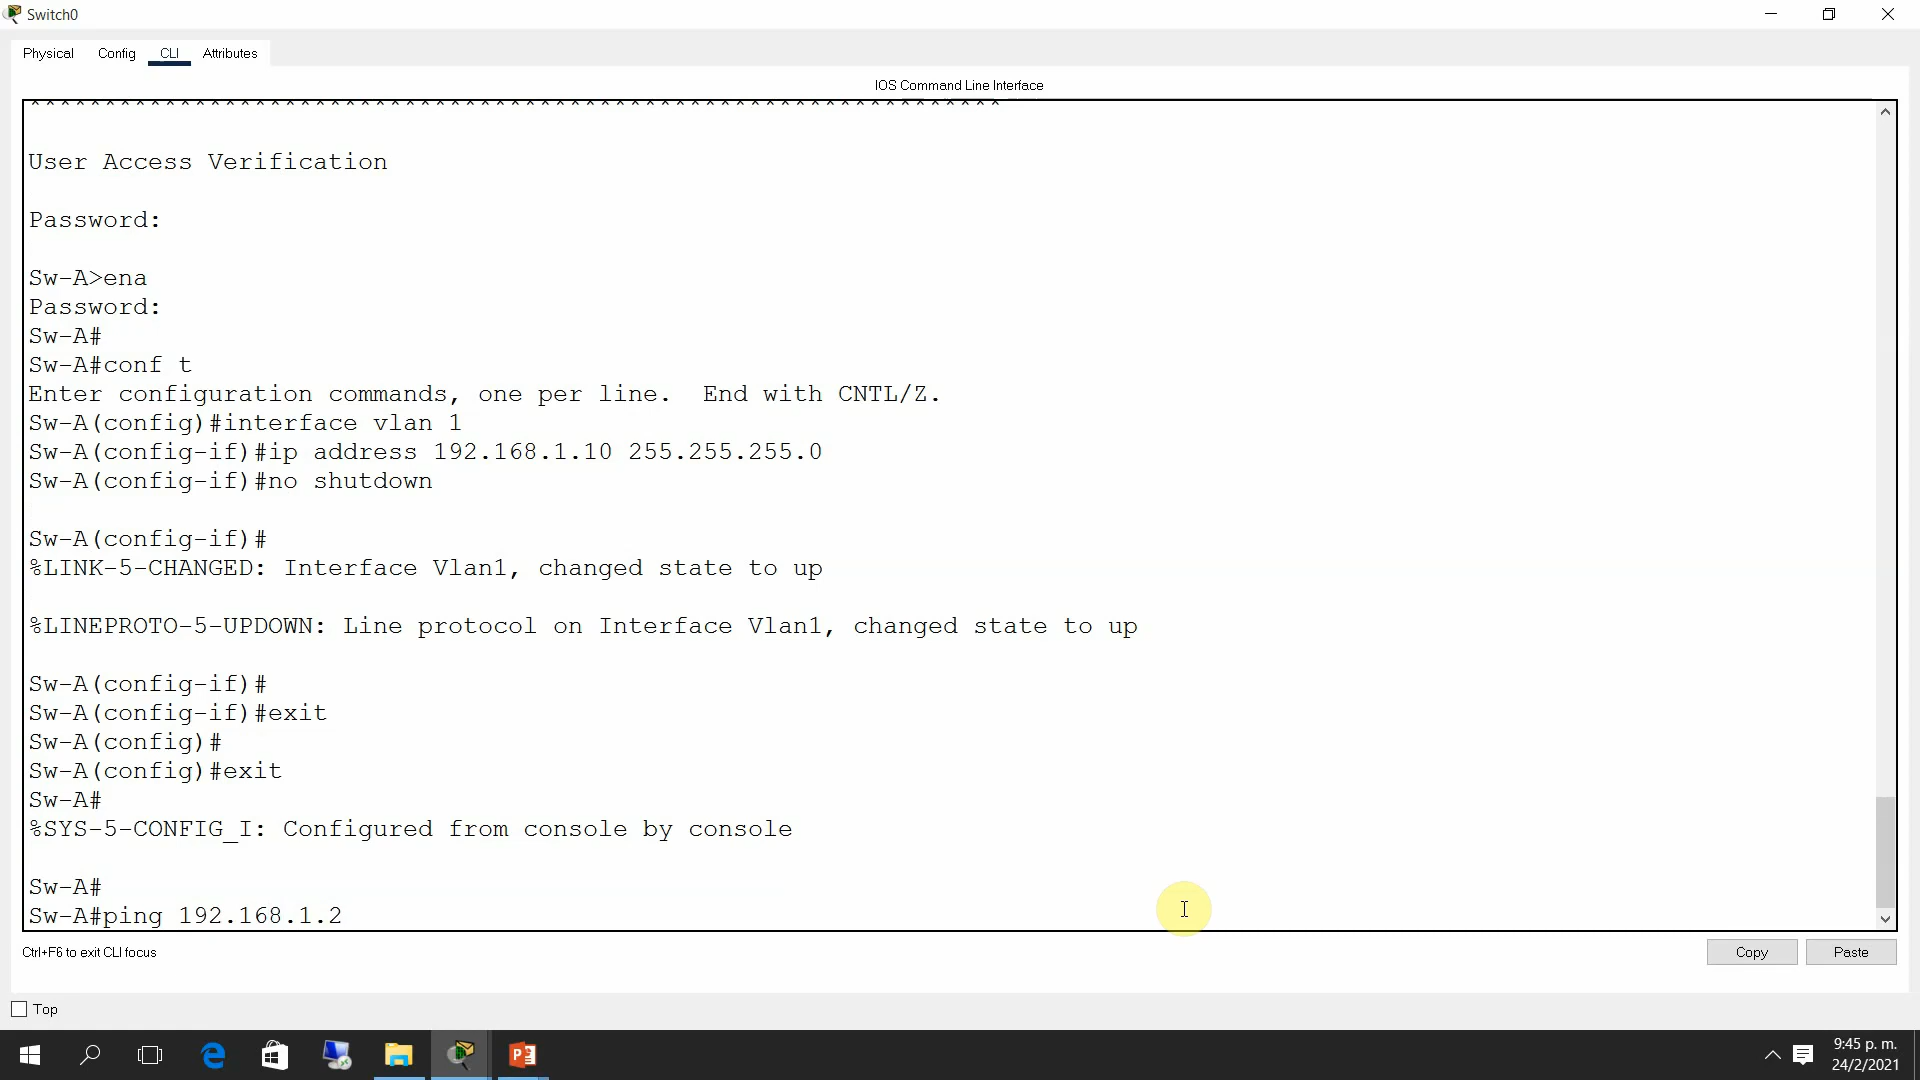 Switch0
Physical Config CLI Attributes
IOS Command Line Interface
User Access Verification
Password:
Sw-A>ena
Password:
Sw-A#
Sw-A#conf t
Enter configuration commands, one per line.  End with CNTL/Z.
Sw-A(config)#interface vlan 1
Sw-A(config-if)#ip address 192.168.1.10 255.255.255.0
Sw-A(config-if)#no shutdown
Sw-A(config-if)#
%LINK-5-CHANGED: Interface Vlan1, changed state to up
%LINEPROTO-5-UPDOWN: Line protocol on Interface Vlan1, changed state to up
Sw-A(config-if)#
Sw-A(config-if)#exit
Sw-A(config)#
Sw-A(config)#exit
Sw-A#
%SYS-5-CONFIG_I: Configured from console by console
Sw-A#
Sw-A#ping 192.168.1.2
Ctrl+F6 to exit CLI focus
Copy Paste
Top
9:45 p. m.
24/2/2021